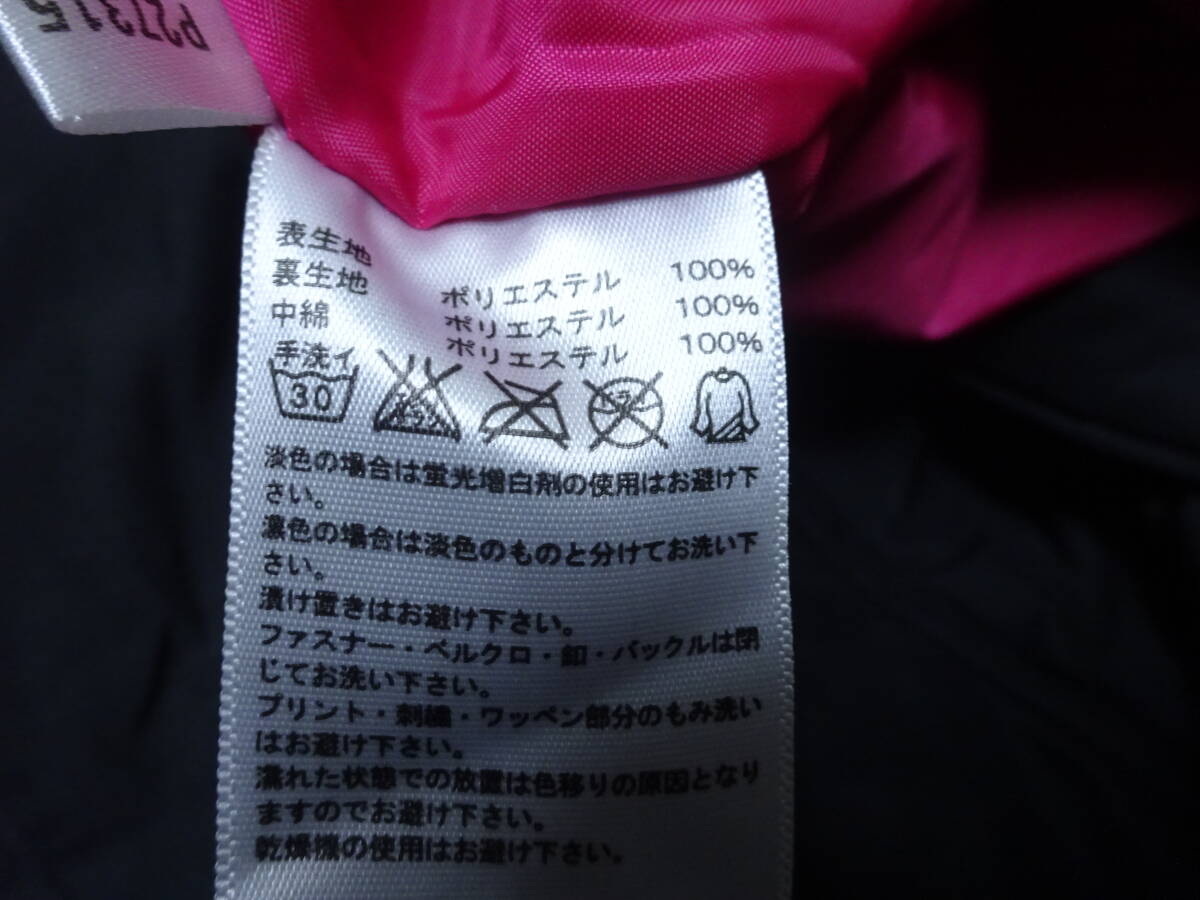 P27315
表生地 ポリエステル 100%
裏生地 ポリエステル 100%
中綿 ポリエステル 100%
手洗イ
30
エンソサラシ
ドライ
淡色の場合は蛍光増白剤の使用はお避け下
さい。
濃色の場合は淡色のものと分けてお洗い下
さい。
漬け置きはお避け下さい。
ファスナー・ベルクロ・釦・バックルは閉
じてお洗い下さい。
プリント・刺繍・ワッペン部分のもみ洗い
はお避け下さい。
濡れた状態での放置は色移りの原因となり
ますのでお避け下さい。
乾燥機の使用はお避け下さい。